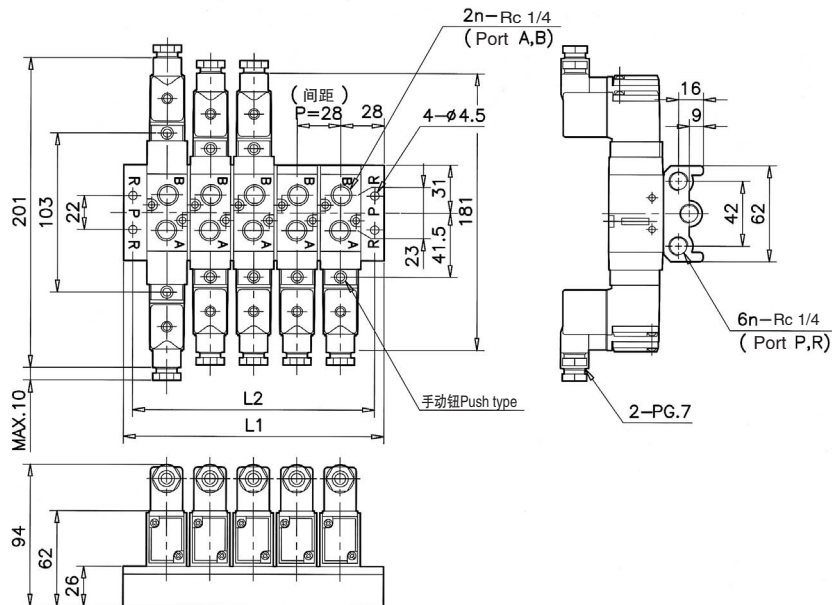 2n-Rc 1/4
( Port A,B)
( 间距 )
P=28
28
4-ø4.5
16
9
R
B
B
B
B
B
R
P
P
R
A
A
A
A
A
R
201
103
22
31
181
23
41.5
42
62
6n-Rc 1/4
( Port P,R)
2-PG.7
手动钮Push type
MAX.10
L2
L1
94
62
26